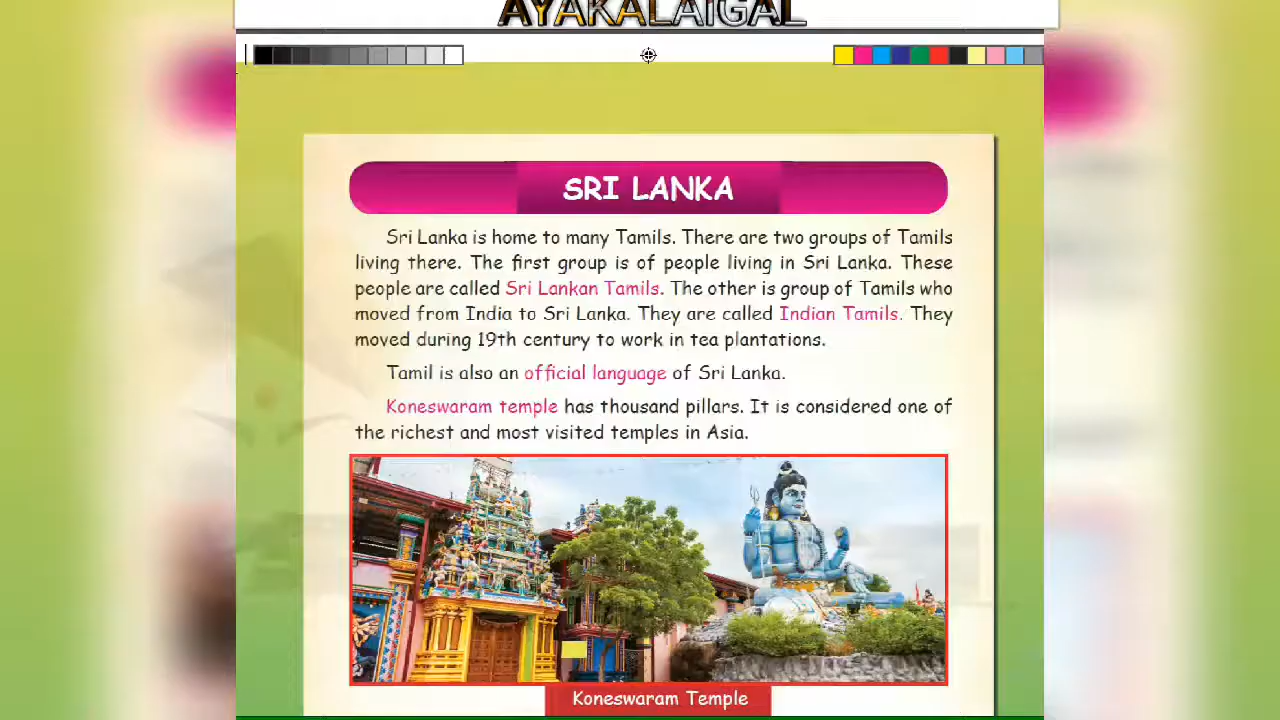 AYAKALAIGAL
SRI LANKA
Sri Lanka is home to many Tamils. There are two groups of Tamils
living there. The first group is of people living in Sri Lanka. These
people are called Sri Lankan Tamils. The other is group of Tamils who
moved from India to Sri Lanka. They are called Indian Tamils. They
moved during 19th century to work in tea plantations.
Tamil is also an official language of Sri Lanka.
Koneswaram temple has thousand pillars. It is considered one of
the richest and most visited temples in Asia.
Koneswaram Temple